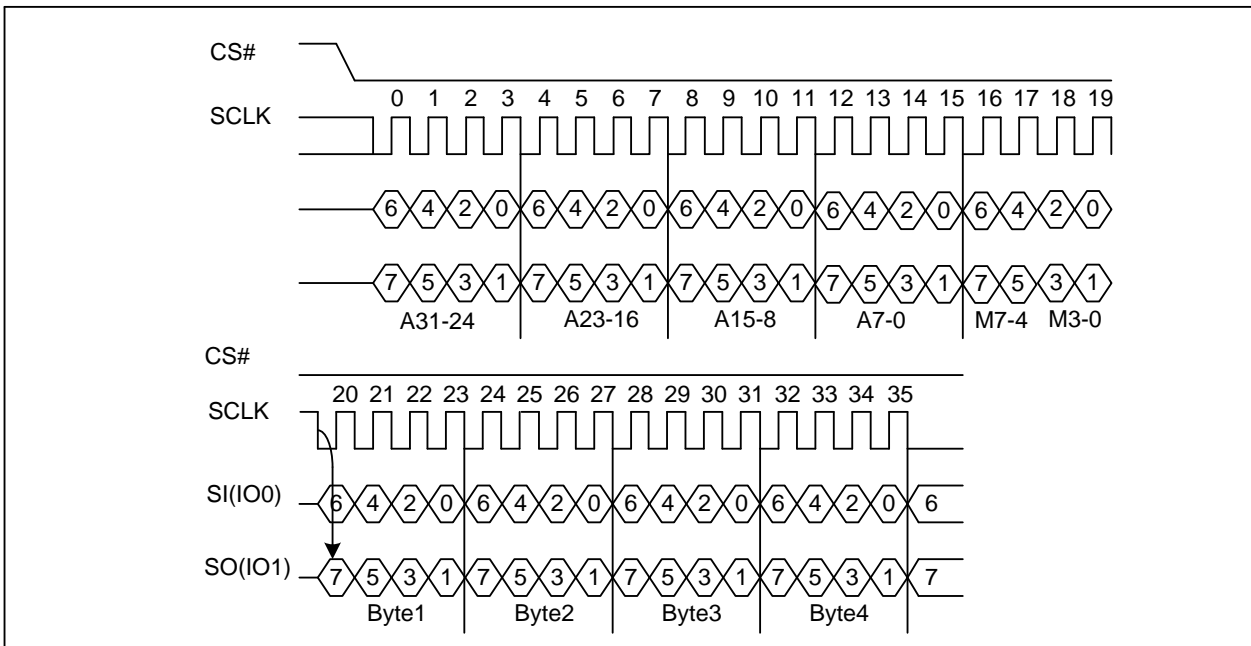 CS#
0 1 2 3 4 5 6 7 8 9 10 11 12 13 14 15 16 17 18 19
SCLK
6 4 2 0 6 4 2 0 6 4 2 0 6 4 2 0 6 4 2 0
7 5 3 1 7 5 3 1 7 5 3 1 7 5 3 1 7 5 3 1
A31-24 A23-16 A15-8 A7-0 M7-4 M3-0
CS#
20 21 22 23 24 25 26 27 28 29 30 31 32 33 34 35
SCLK
SI(IO0) 6 4 2 0 6 4 2 0 6 4 2 0 6 4 2 0 6
SO(IO1) 7 5 3 1 7 5 3 1 7 5 3 1 7 5 3 1 7
Byte1 Byte2 Byte3 Byte4